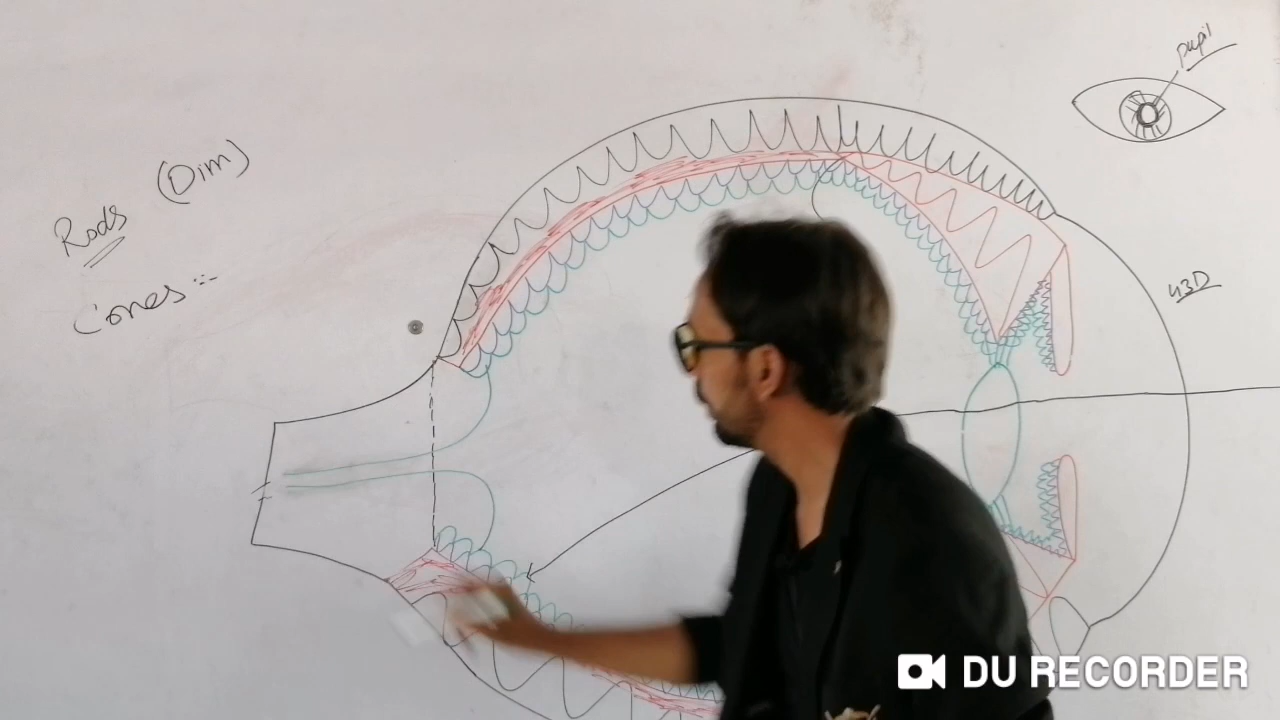 pupil
(Dim)
Rods
Cones :-
43D
DU RECORDER